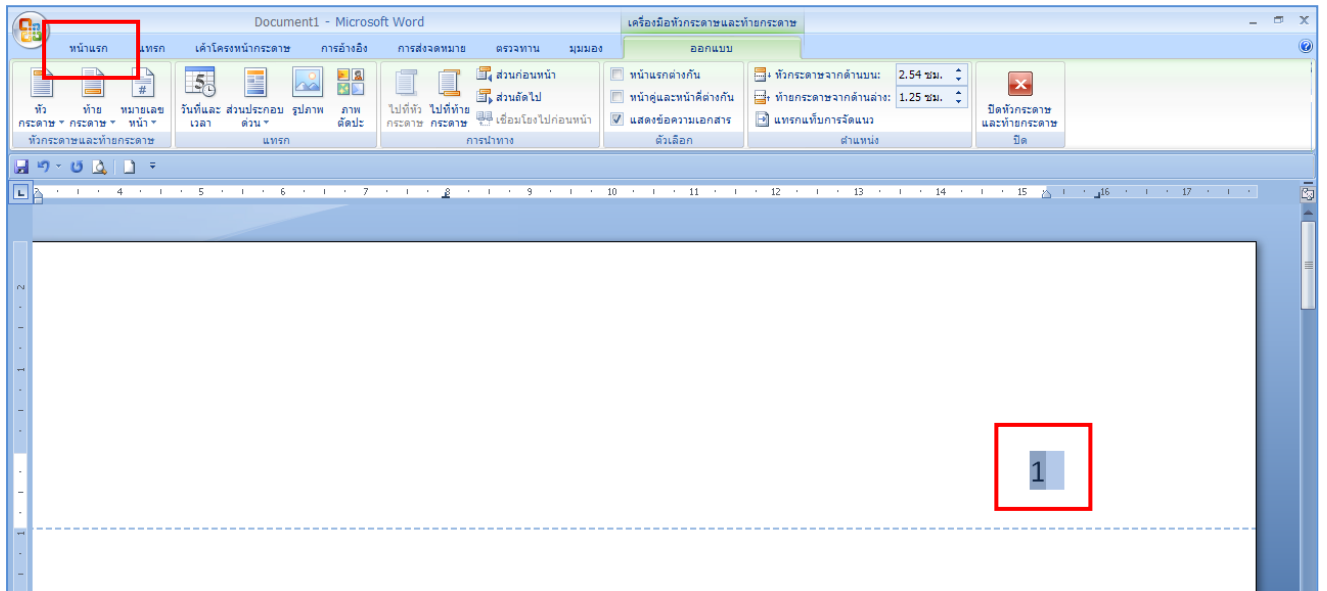 Document1 - Microsoft Word
เครื่องมือหัวกระดาษและท้ายกระดาษ
หน้าแรก แทรก เค้าโครงหน้ากระดาษ การอ้างอิง การส่งจดหมาย ตรวจทาน มุมมอง ออกแบบ
หัว
กระดาษ
ท้าย
กระดาษ
หมายเลข
หน้า
หัวกระดาษและท้ายกระดาษ
วันที่และ
เวลา
ส่วนประกอบ
ด่วน
รูปภาพ
ภาพ
ตัดปะ
แทรก
ไปที่หัว
กระดาษ
ไปที่ท้าย
กระดาษ
ส่วนก่อนหน้า
ส่วนถัดไป
เชื่อมโยงไปก่อนหน้า
การนำทาง
หน้าแรกต่างกัน
หน้าคู่และหน้าคี่ต่างกัน
แสดงข้อความเอกสาร
ตัวเลือก
หัวกระดาษจากด้านบน: 2.54 ซม.
ท้ายกระดาษจากด้านล่าง: 1.25 ซม.
แทรกแท็บการจัดแนว
ตำแหน่ง
ปิดหัวกระดาษ
และท้ายกระดาษ
ปิด
4 5 6 7 8 9 10 11 12 13 14 15 16 17
2
1
1
1